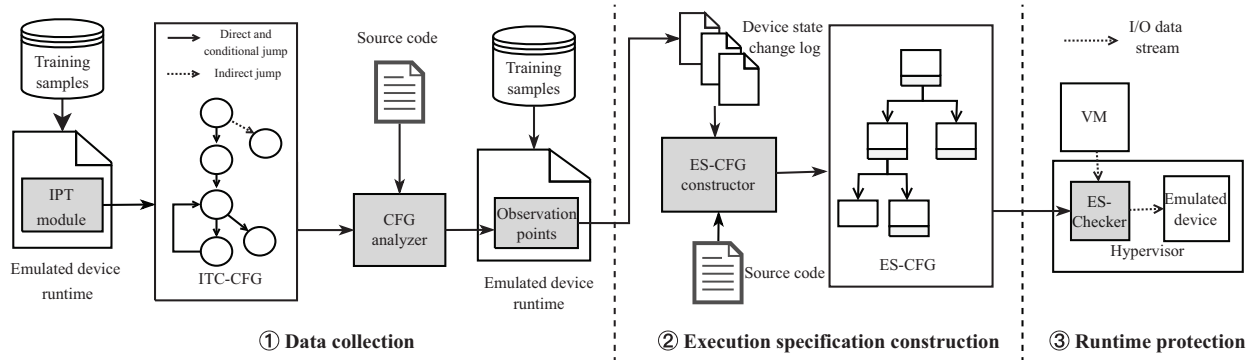 Training
samples
IPT
module
Emulated device
runtime
Direct and
conditional jump
Indirect jump
ITC-CFG
Source code
CFG
analyzer
Training
samples
Observation
points
Emulated device
runtime
① Data collection
Device state
change log
ES-CFG
constructor
Source code
ES-CFG
② Execution specification construction
I/O data
stream
VM
ES-
Checker
Emulated
device
Hypervisor
③ Runtime protection